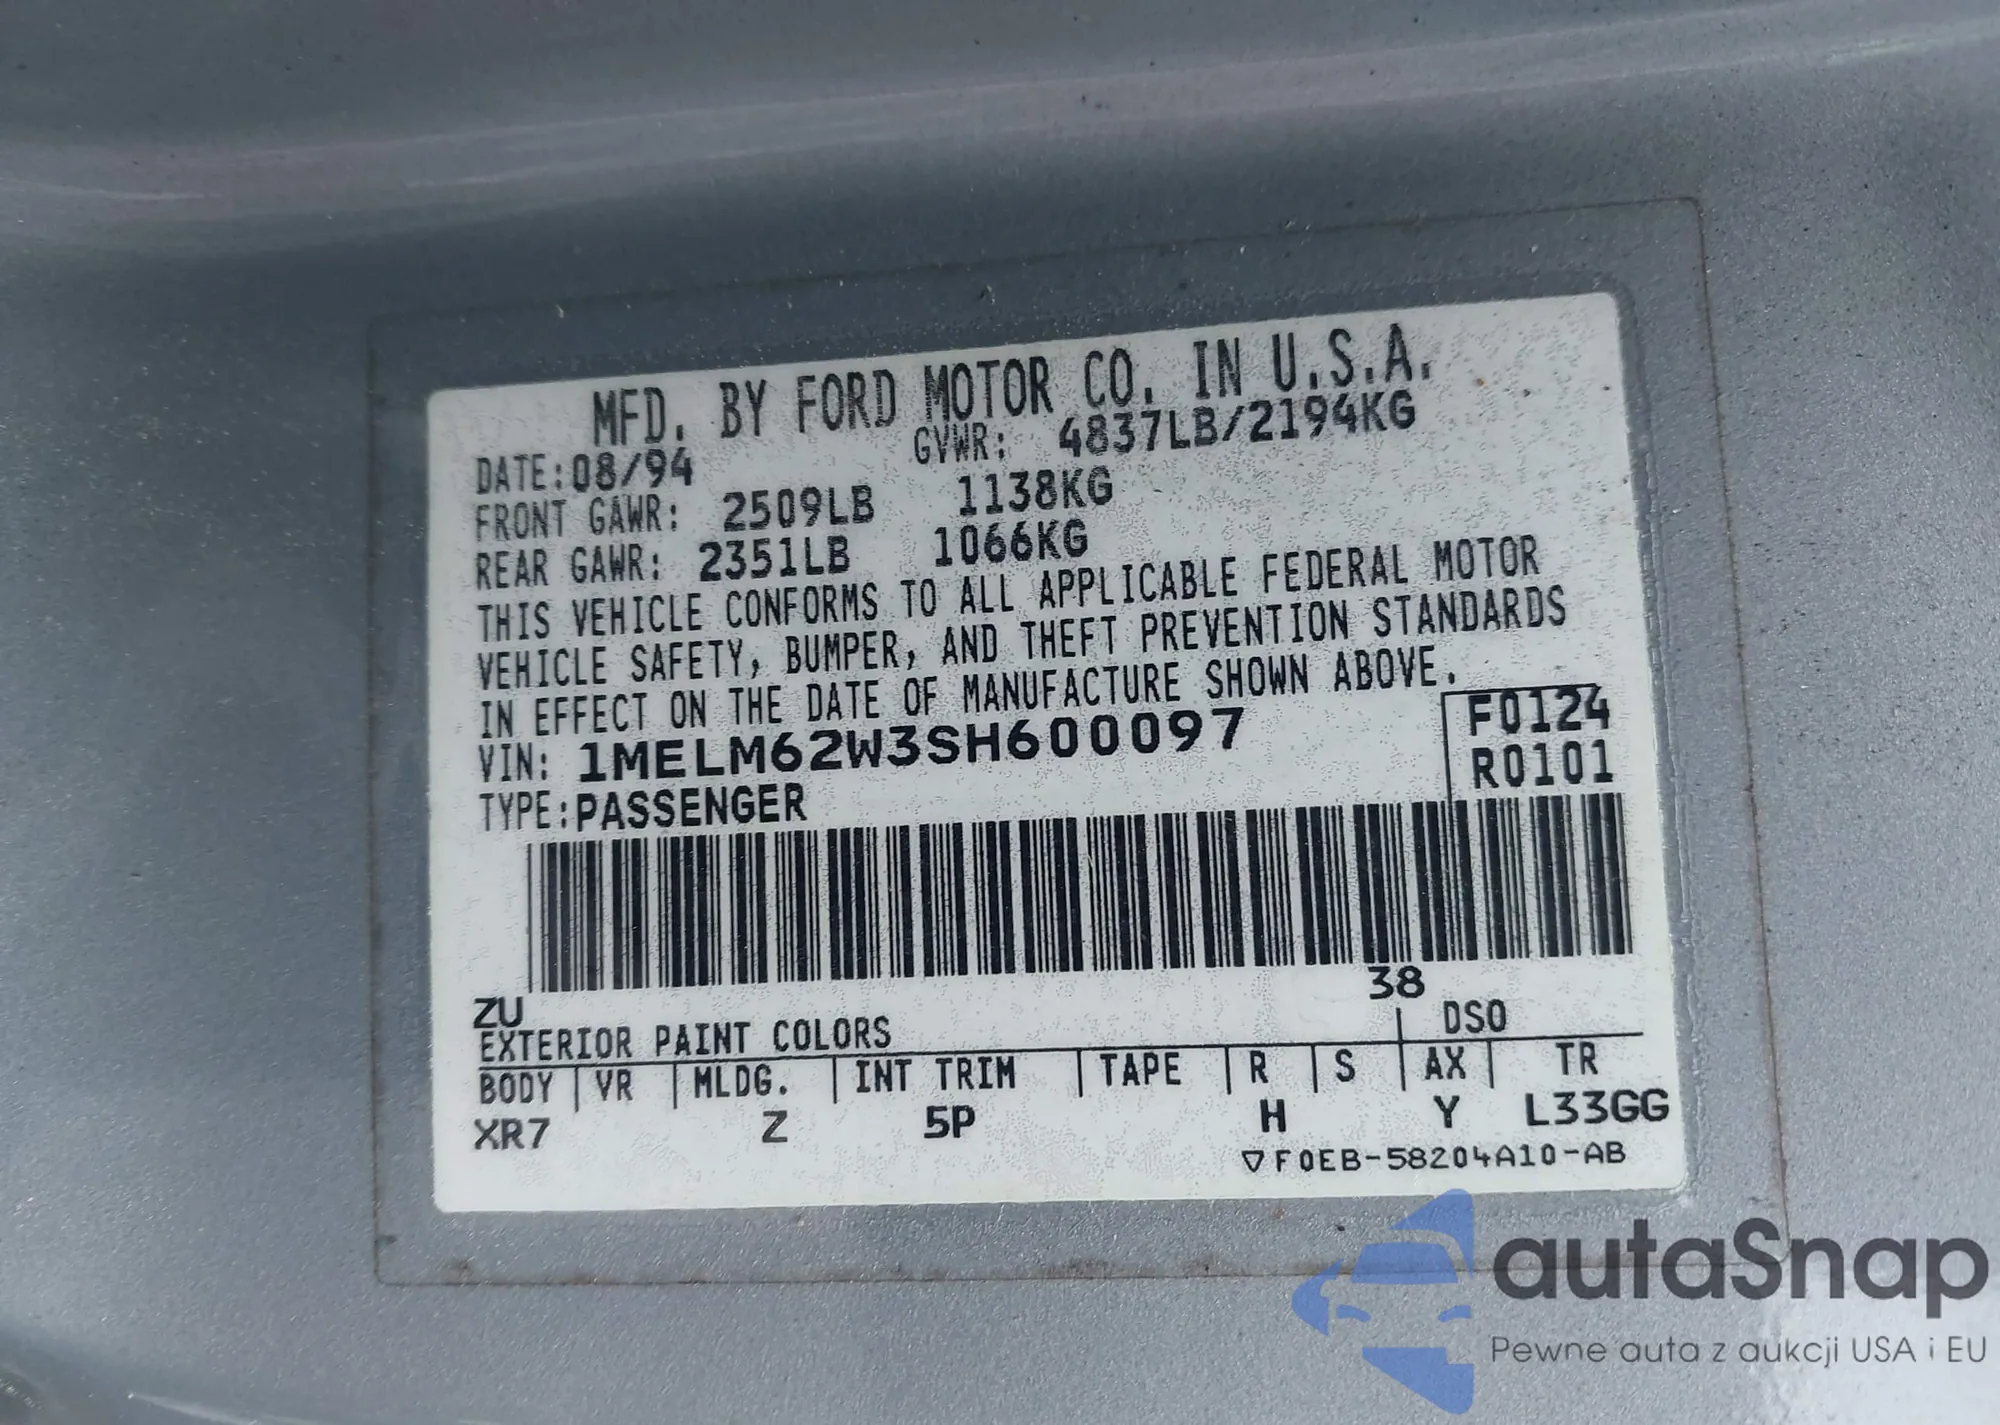 MFD. BY FORD MOTOR CO. IN U.S.A.
DATE:08/94 GVWR: 4837LB/2194KG
FRONT GAWR: 2509LB 1138KG
REAR GAWR: 2351LB 1066KG
THIS VEHICLE CONFORMS TO ALL APPLICABLE FEDERAL MOTOR
VEHICLE SAFETY, BUMPER, AND THEFT PREVENTION STANDARDS
IN EFFECT ON THE DATE OF MANUFACTURE SHOWN ABOVE.
VIN: 1MELM62W3SH600097 F0124
TYPE:PASSENGER R0101
ZU 38
EXTERIOR PAINT COLORS DSO
BODY VR MLDG. INT TRIM TAPE R S AX TR
XR7 Z 5P H Y L33GG
▽F0EB-58204A10-AB
autaSnap
Pewne auta z aukcji USA i EU